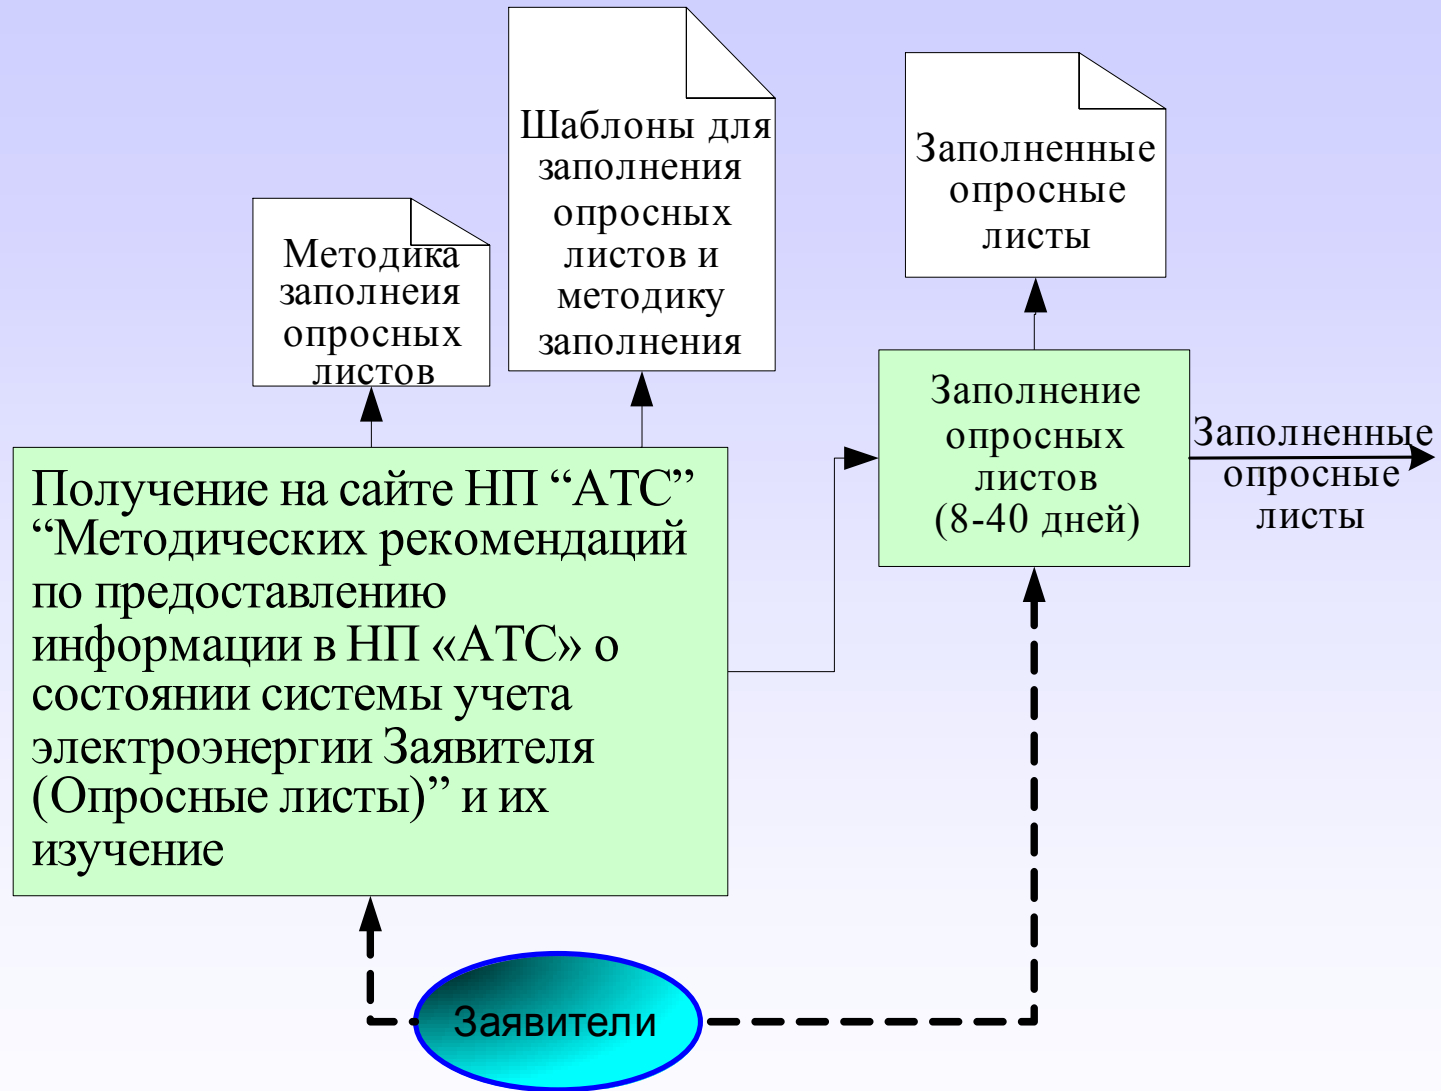 Шаблоны для
заполнения
опросных
листов и
методику
заполнения
Заполненные
опросные
листы
Методика
заполнеия
опросных
листов
Заполнение
опросных
листов
(8-40 дней)
Заполненные
опросные
листы
Получение на сайте НП “АТС”
“Методических рекомендаций
по предоставлению
информации в НП «АТС» о
состоянии системы учета
электроэнергии Заявителя
(Опросные листы)” и их
изучение
Заявители